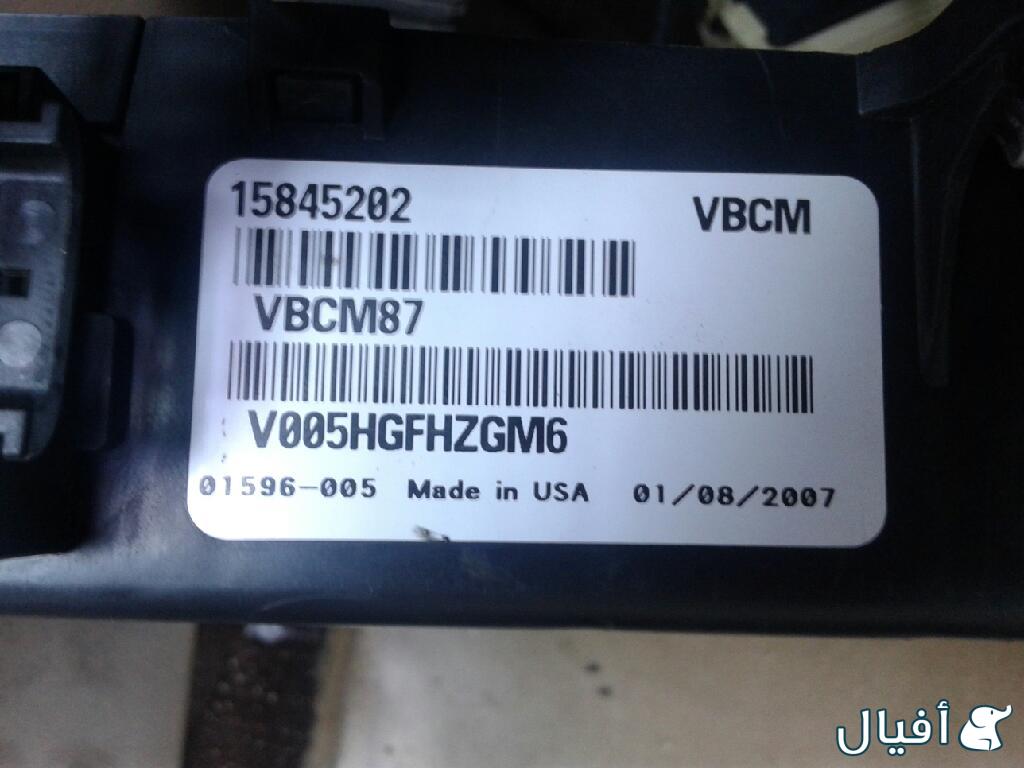 15845202 VBCM
VBCM87
V005HGFHZGM6
01596-005 Made in USA 01/08/2007
أفيال